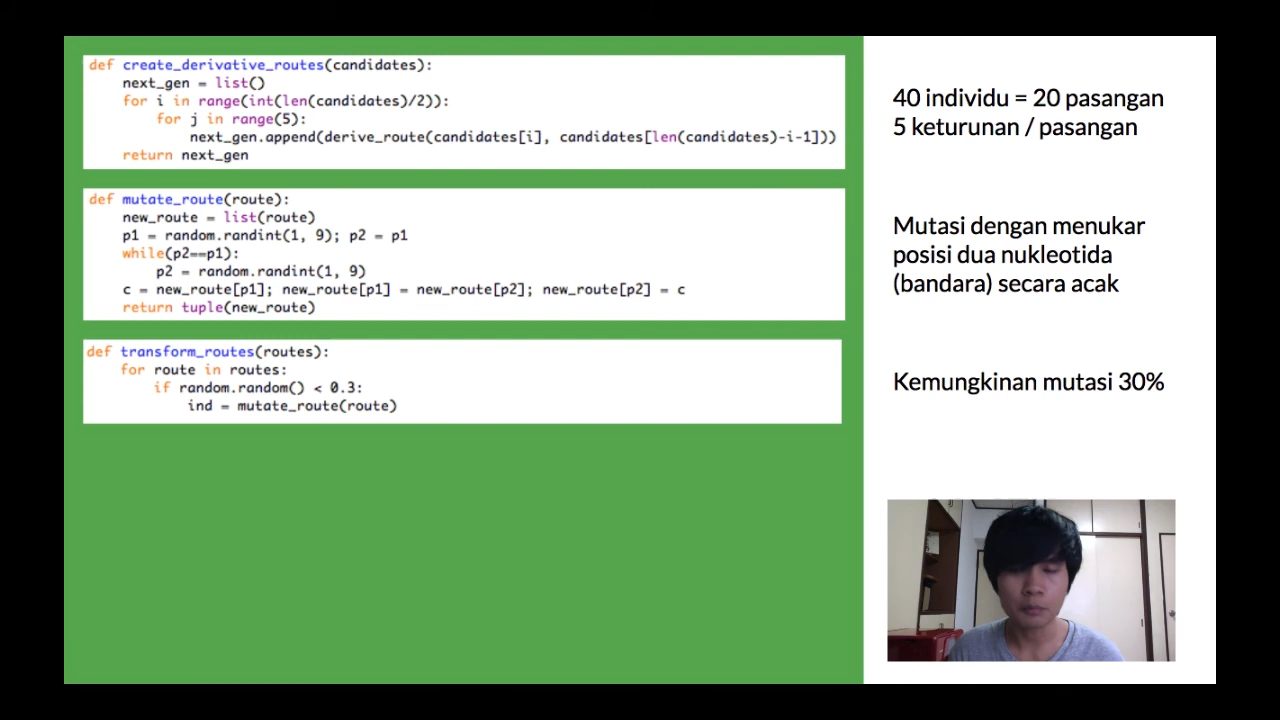 def create_derivative_routes(candidates):
    next_gen = list()
    for i in range(int(len(candidates)/2)):
        for j in range(5):
            next_gen.append(derive_route(candidates[i], candidates[len(candidates)-i-1]))
    return next_gen
def mutate_route(route):
    new_route = list(route)
    p1 = random.randint(1, 9); p2 = p1
    while(p2==p1):
        p2 = random.randint(1, 9)
    c = new_route[p1]; new_route[p1] = new_route[p2]; new_route[p2] = c
    return tuple(new_route)
def transform_routes(routes):
    for route in routes:
        if random.random() < 0.3:
            ind = mutate_route(route)
40 individu = 20 pasangan
5 keturunan / pasangan
Mutasi dengan menukar
posisi dua nukleotida
(bandara) secara acak
Kemungkinan mutasi 30%